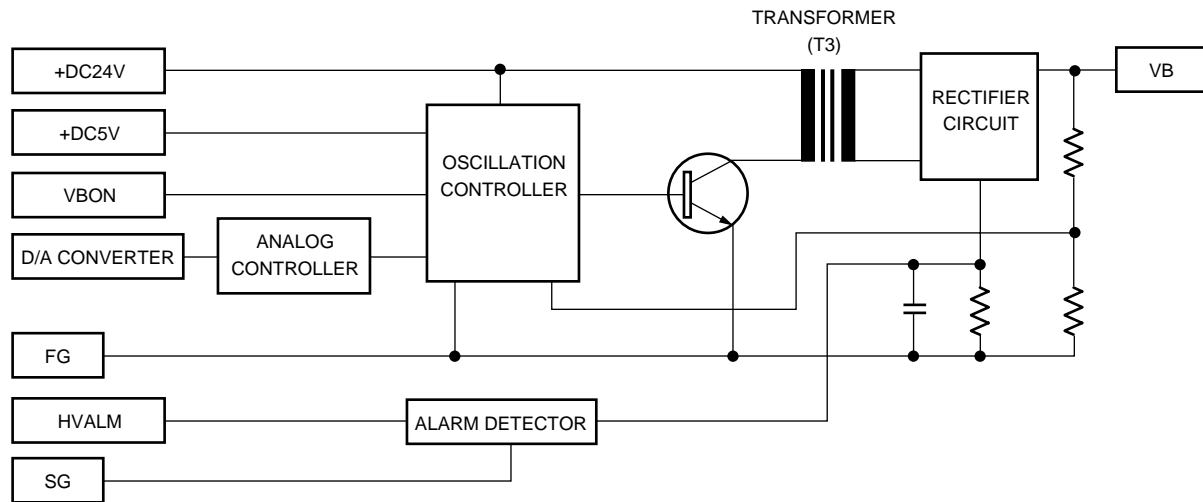 TRANSFORMER
(T3)
+DC24V
RECTIFIER
CIRCUIT
VB
+DC5V
OSCILLATION
CONTROLLER
VBON
D/A CONVERTER
ANALOG
CONTROLLER
FG
HVALM
ALARM DETECTOR
SG